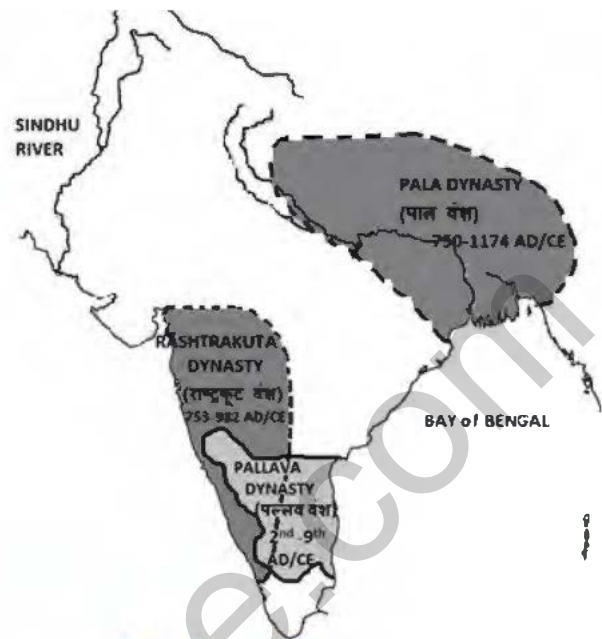 SINDHU
RIVER
PALA DYNASTY
(पाल वंश)
750-1174 AD/CE
RASHTRAKUTA
DYNASTY
(राष्ट्रकूट वंश)
753-982 AD/CE
BAY of BENGAL
PALLAVA
DYNASTY
(पल्लव वंश)
2nd -9th
AD/CE
e.com